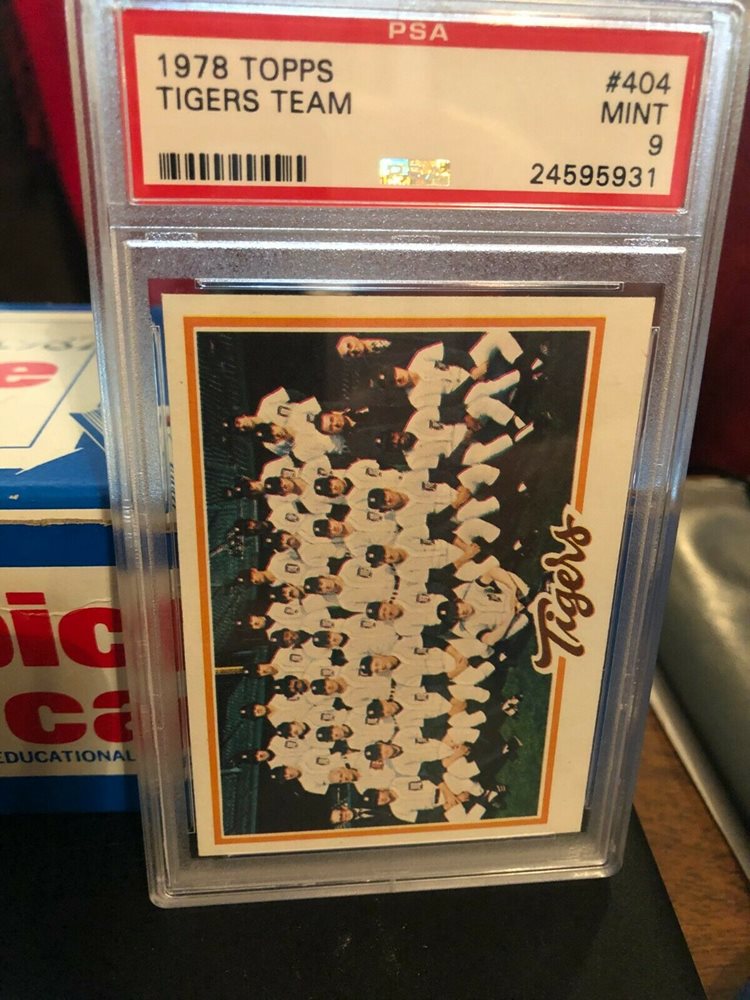 PSA
1978 TOPPS
TIGERS TEAM
#404
MINT
9
24595931
Tigers
EDUCATIONAL